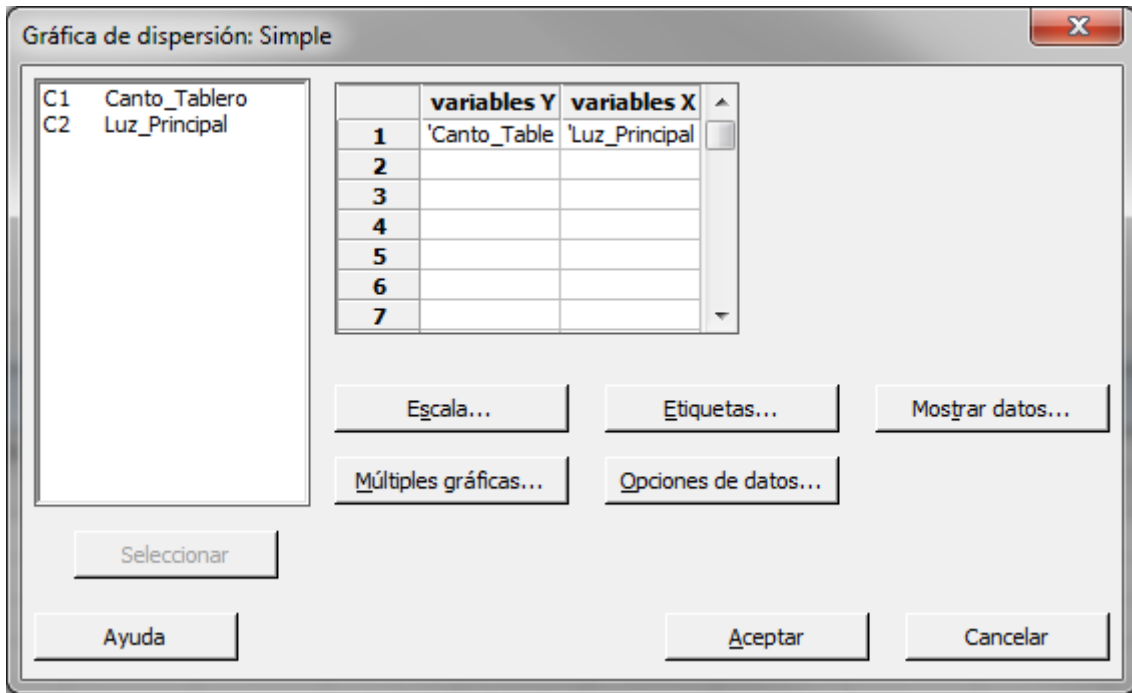 Gráfica de dispersión: Simple
C1 Canto_Tablero
C2 Luz_Principal
variables Y variables X
1 'Canto_Table 'Luz_Principal
2
3
4
5
6
7
Escala... Etiquetas... Mostrar datos...
Múltiples gráficas... Opciones de datos...
Seleccionar
Ayuda Aceptar Cancelar